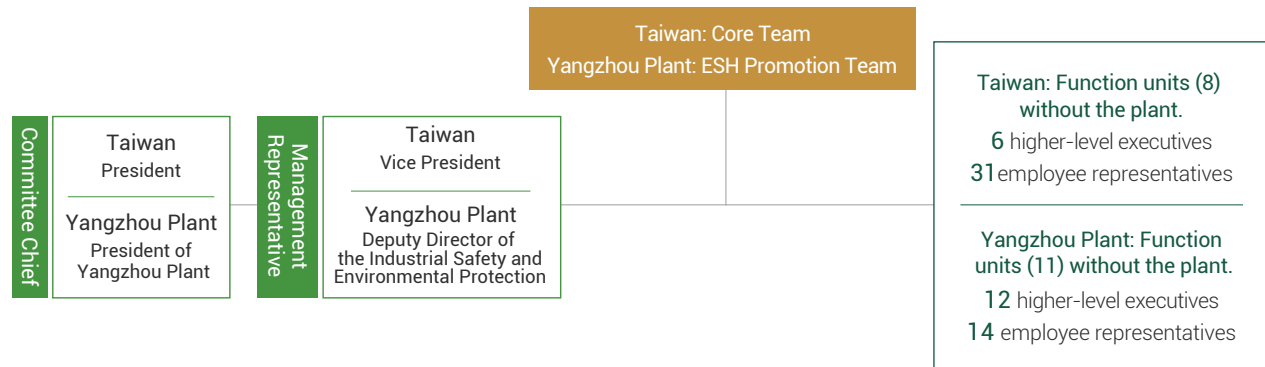 Taiwan: Core Team
Yangzhou Plant: ESH Promotion Team
Committee Chief
Taiwan
President
Yangzhou Plant
President of
Yangzhou Plant
Management
Representative
Taiwan
Vice President
Yangzhou Plant
Deputy Director of
the Industrial Safety and
Environmental Protection
Taiwan: Function units (8)
without the plant.
6 higher-level executives
31 employee representatives
Yangzhou Plant: Function
units (11) without the plant.
12 higher-level executives
14 employee representatives